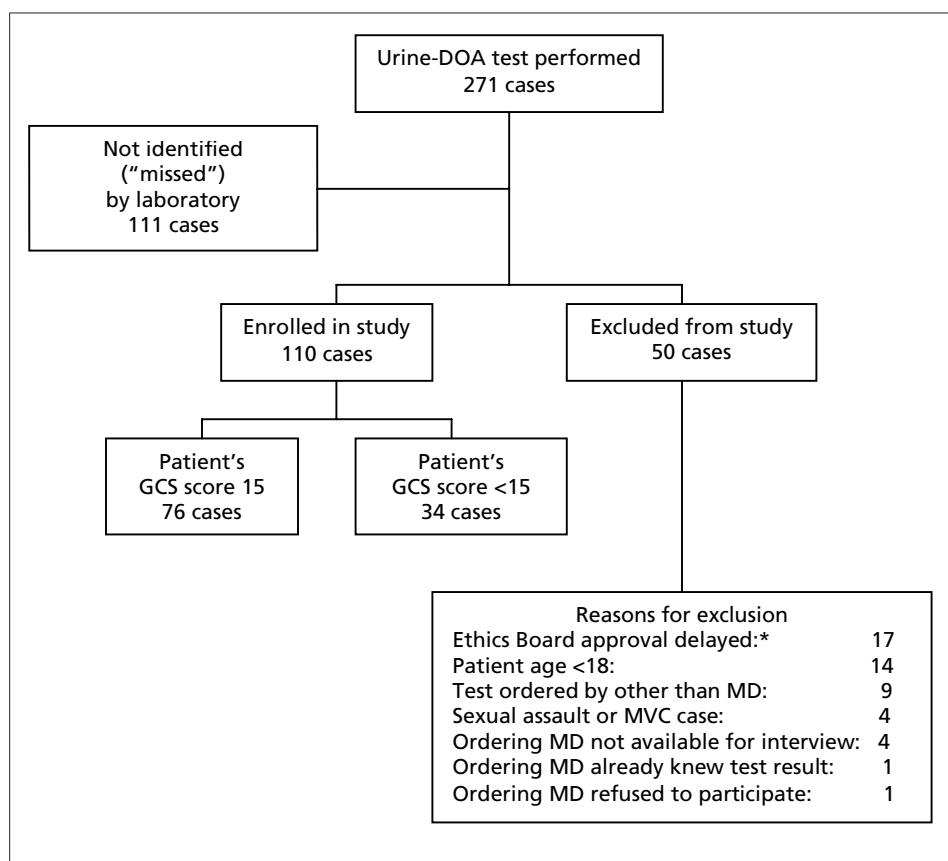 Urine-DOA test performed
271 cases
Not identified
(“missed”)
by laboratory
111 cases
Enrolled in study
110 cases
Excluded from study
50 cases
Patient’s
GCS score 15
76 cases
Patient’s
GCS score <15
34 cases
Reasons for exclusion
Ethics Board approval delayed:* 17
Patient age <18: 14
Test ordered by other than MD: 9
Sexual assault or MVC case: 4
Ordering MD not available for interview: 4
Ordering MD already knew test result: 1
Ordering MD refused to participate: 1